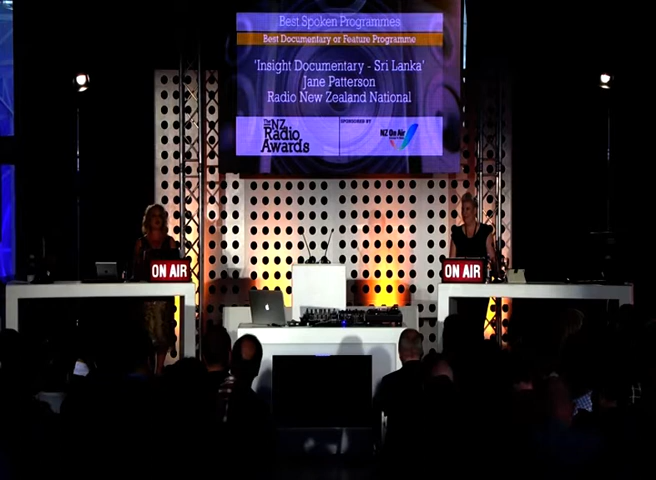 Best Spoken Programmes
Best Documentary or Feature Programme
'Insight Documentary - Sri Lanka'
Jane Patterson
Radio New Zealand National
The NZ
Radio
Awards
SPONSORED BY
NZ On Air
ON AIR
ON AIR